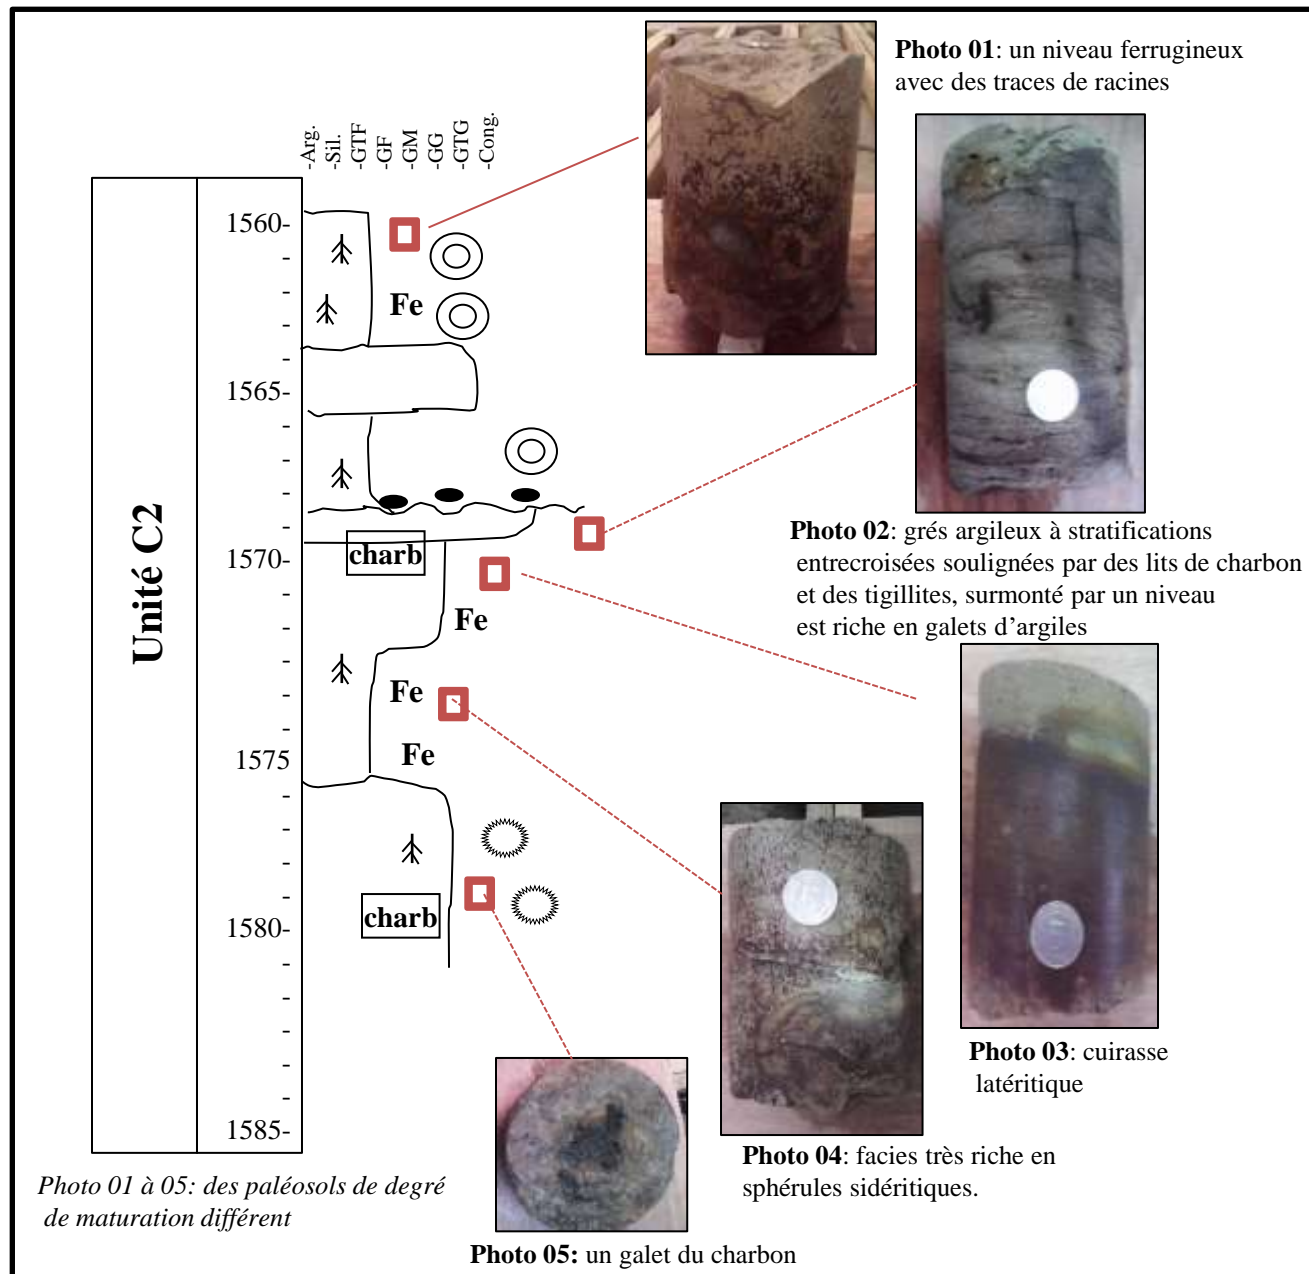 Photo 01: un niveau ferrugineux
avec des traces de racines
-Arg.
-Sil.
-GTF
-GF
-GM
-GG
-GTG
-Cong.
Unité C2
1560-
-
-
-
-
1565-
-
-
-
-
1570-
-
-
-
-
-
1575
-
-
-
-
1580-
-
-
-
-
-
1585-
Fe
charb
Fe
Fe
Fe
charb
Photo 02: grés argileux à stratifications
entrecroisées soulignées par des lits de charbon
et des tigillites, surmonté par un niveau
est riche en galets d’argiles
Photo 03: cuirasse
latéritique
Photo 04: facies très riche en
sphérules sidéritiques.
Photo 01 à 05: des paléosols de degré
de maturation différent
Photo 05: un galet du charbon